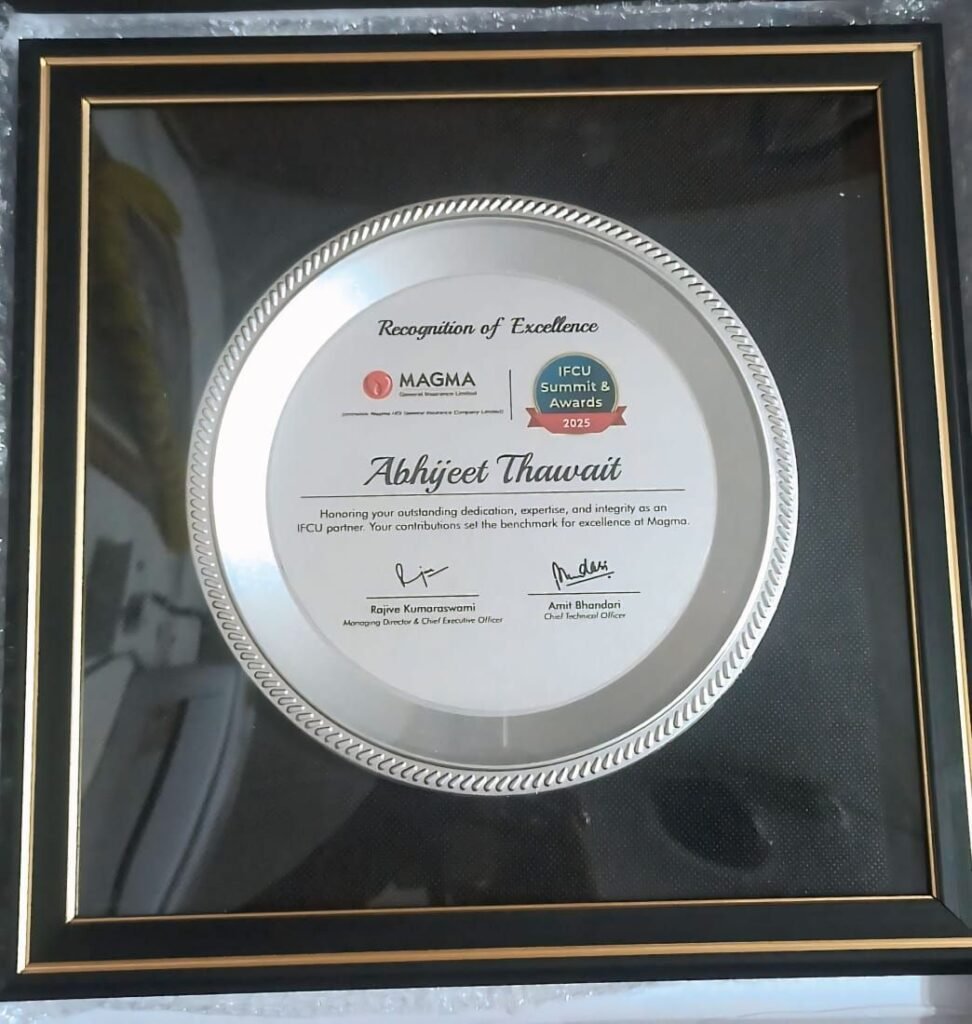 Recognition of Excellence
MAGMA
General Insurance Limited
(formerly Magma HDI General Insurance Company Limited)
IFCU
Summit &
Awards
2025
Abhijeet Thawait
Honoring your outstanding dedication, expertise, and integrity as an
IFCU partner. Your contributions set the benchmark for excellence at Magma.
Rajive Kumaraswami
Managing Director & Chief Executive Officer
Amit Bhandari
Chief Technical Officer